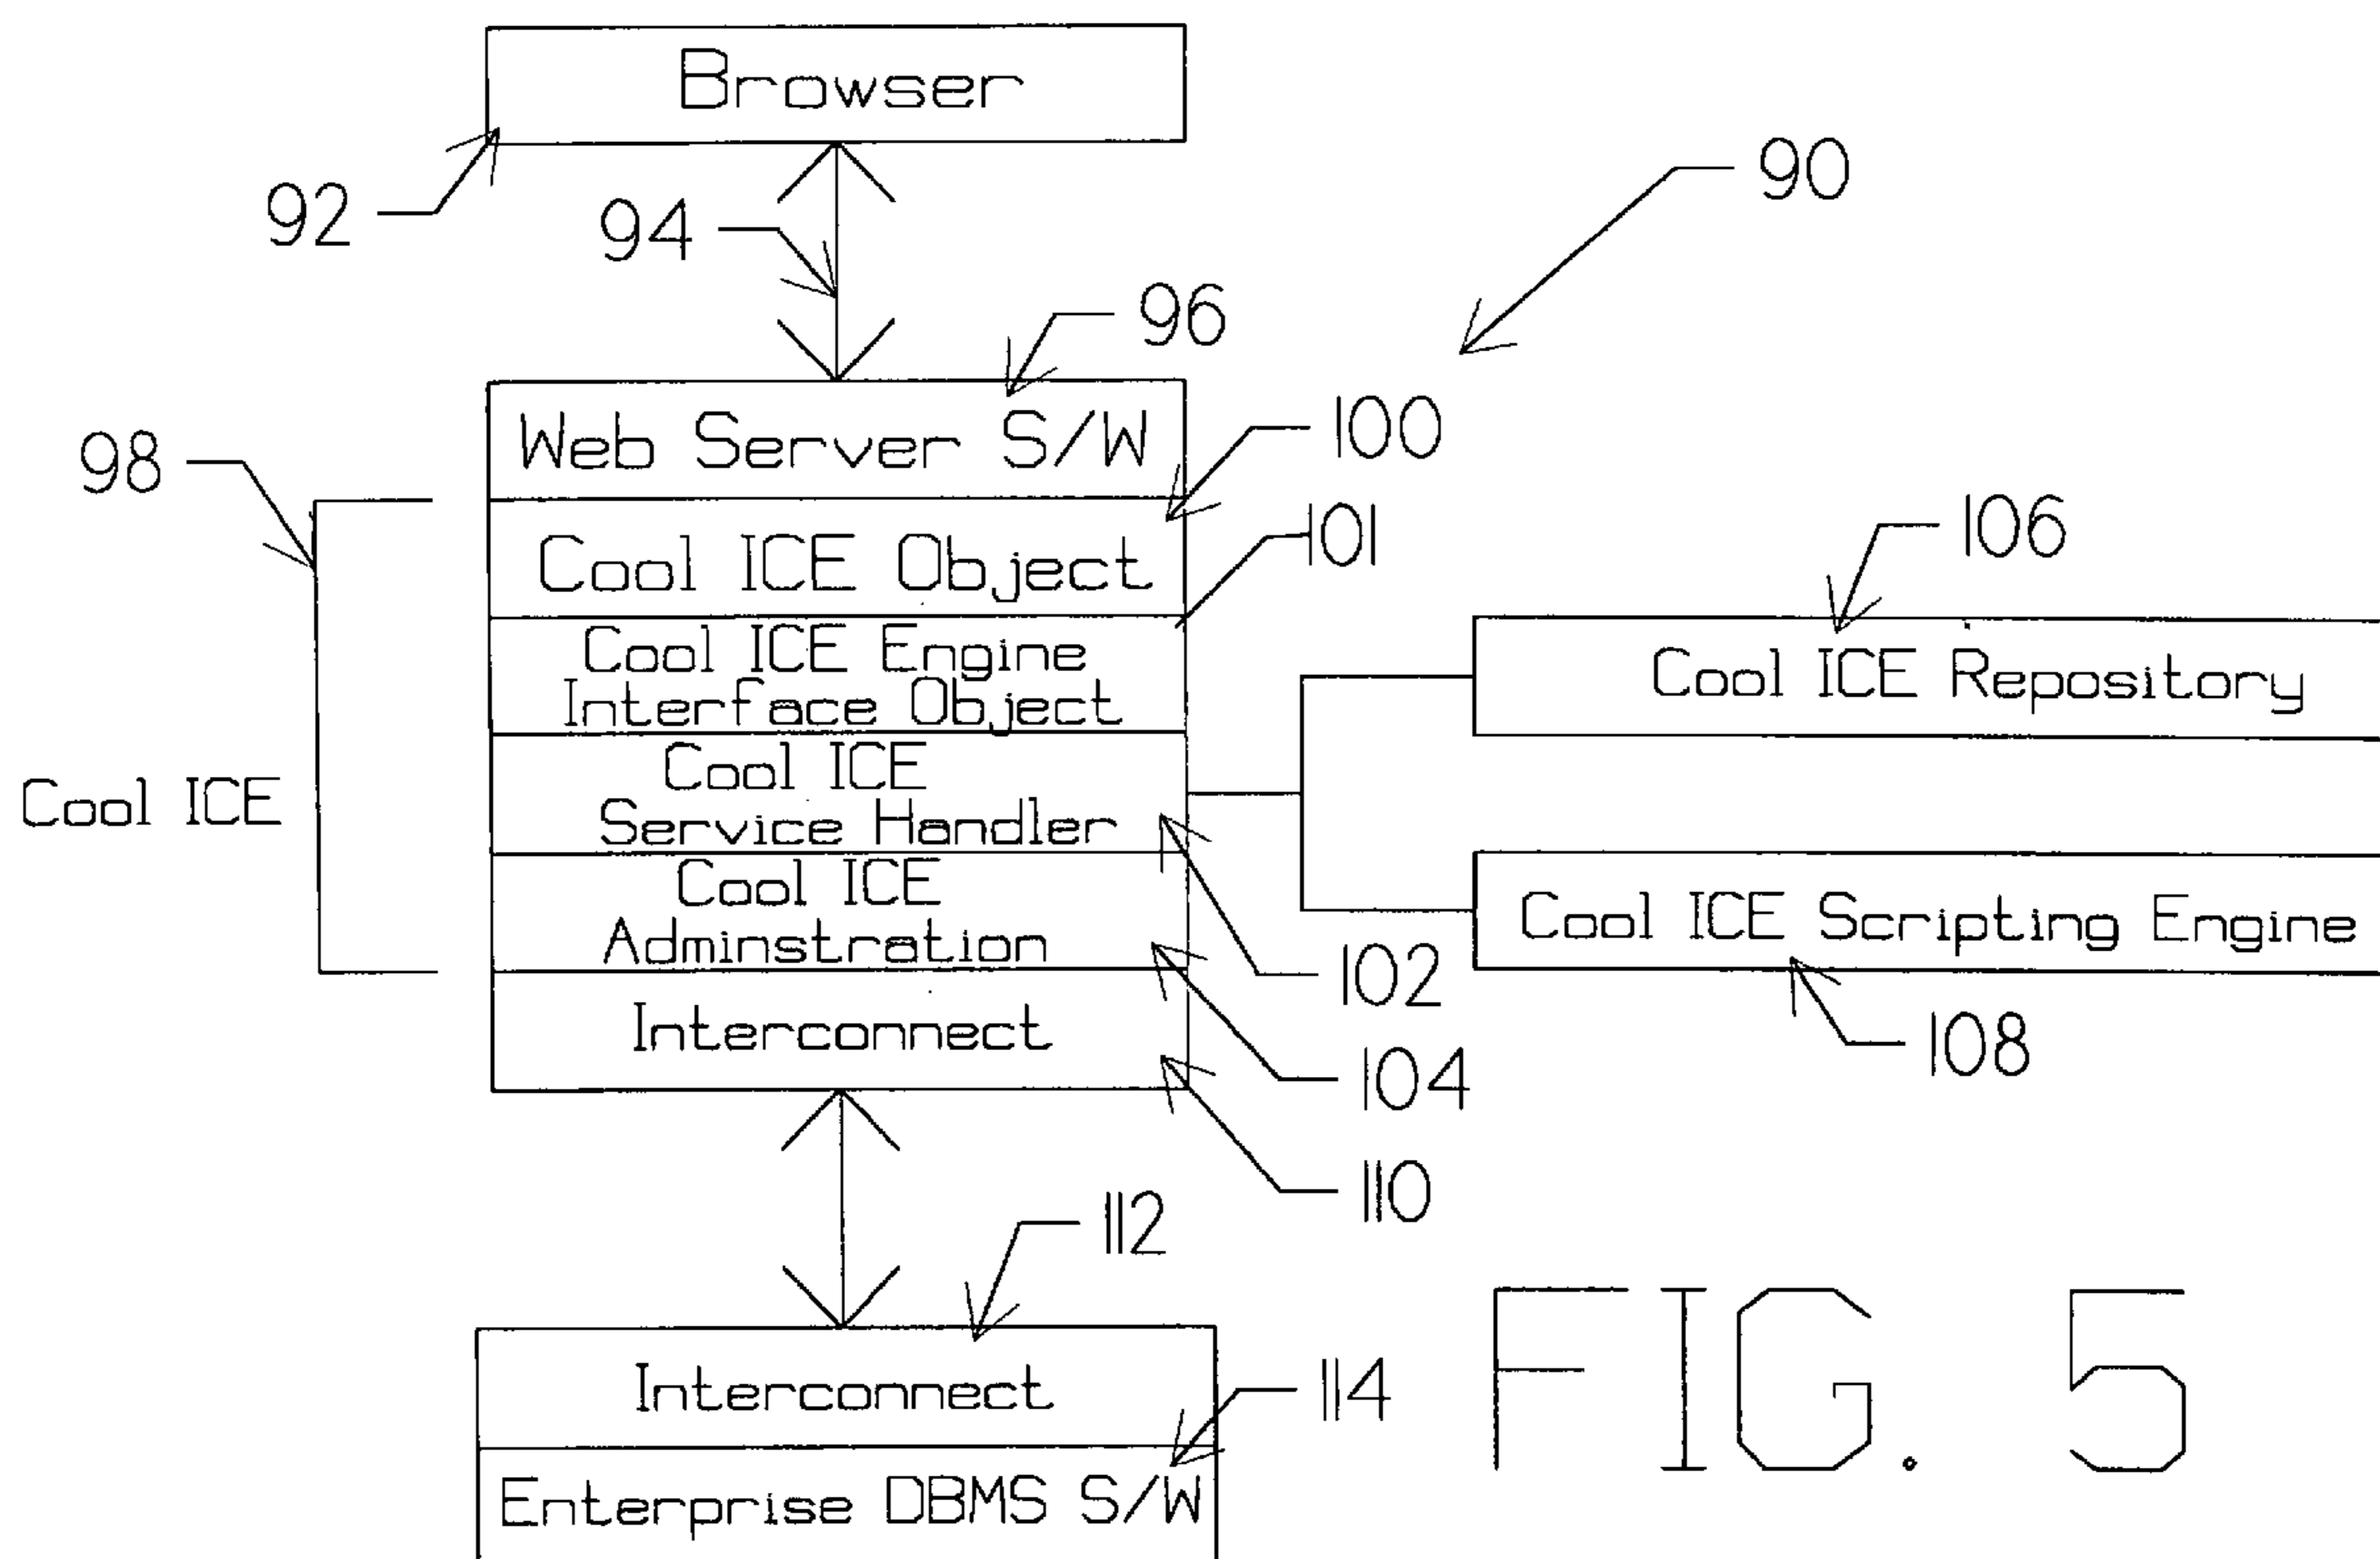 Browser
92
94
90
96
Web Server S/W
100
98
Cool ICE Object
101
106
Cool ICE Engine
Interface Object
Cool ICE Repository
Cool ICE
Service Handler
Cool ICE
Cool ICE
Adminstration
102
Cool ICE Scripting Engine
Interconnect
104
108
110
112
Interconnect
114
Enterprise DBMS S/W
FIG. 5